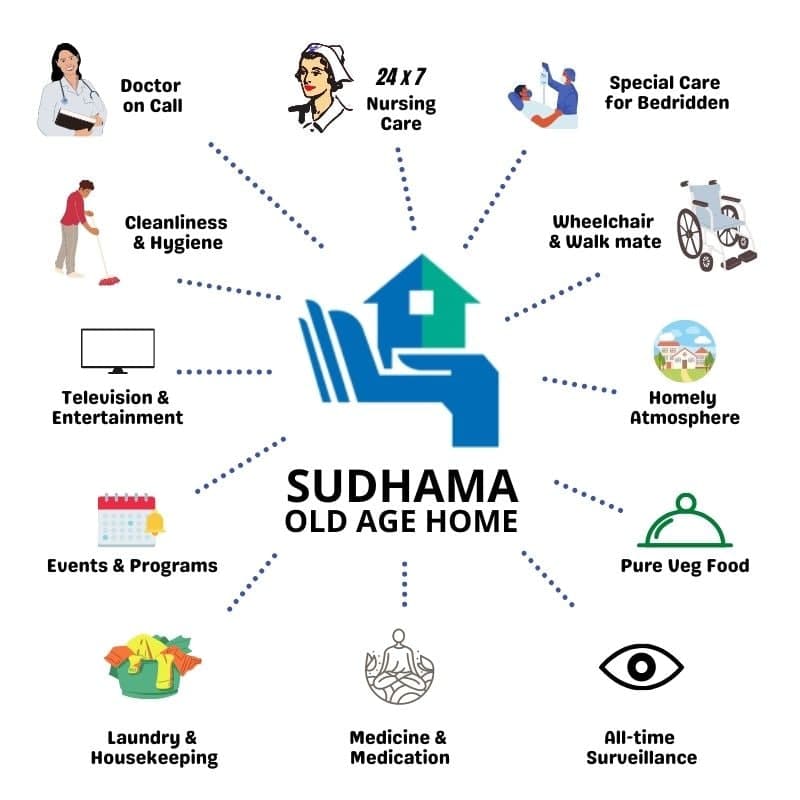 Doctor
on Call
24 x 7
Nursing
Care
Special Care
for Bedridden
Cleanliness
& Hygiene
Wheelchair
& Walk mate
Television &
Entertainment
Homely
Atmosphere
SUDHAMA
OLD AGE HOME
Events & Programs
Pure Veg Food
Laundry &
Housekeeping
Medicine &
Medication
All-time
Surveillance